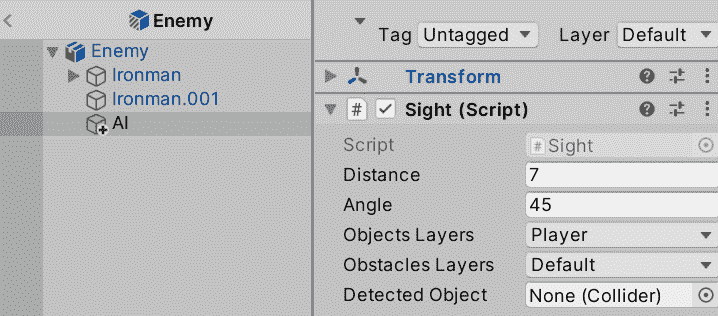 Enemy
Enemy
Ironman
Ironman.001
AI
Tag Untagged Layer Default
Transform
# Sight (Script)
Script # Sight
Distance 7
Angle 45
Objects Layers Player
Obstacles Layers Default
Detected Object None (Collider)